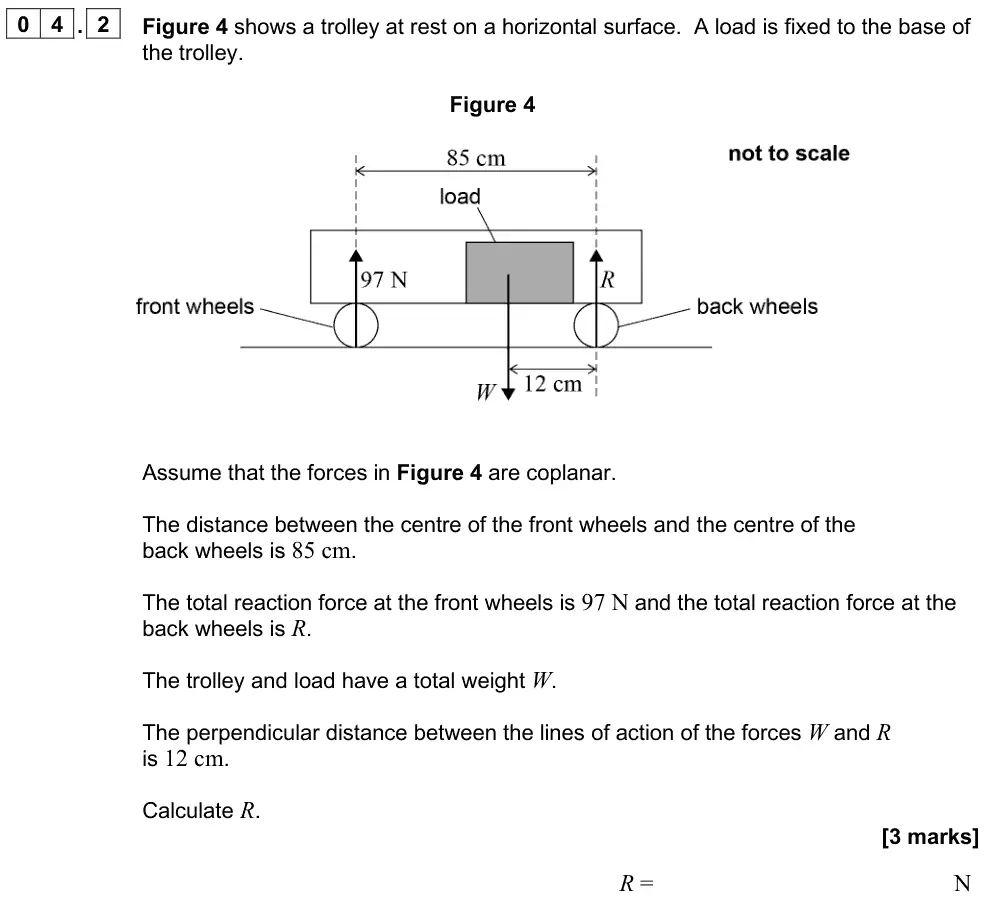 0 4 . 2 Figure 4 shows a trolley at rest on a horizontal surface. A load is fixed to the base of
the trolley.
Figure 4
not to scale
85 cm
load
97 N
R
front wheels
back wheels
W
12 cm
Assume that the forces in Figure 4 are coplanar.
The distance between the centre of the front wheels and the centre of the
back wheels is 85 cm.
The total reaction force at the front wheels is 97 N and the total reaction force at the
back wheels is R.
The trolley and load have a total weight W.
The perpendicular distance between the lines of action of the forces W and R
is 12 cm.
Calculate R.
[3 marks]
R = N